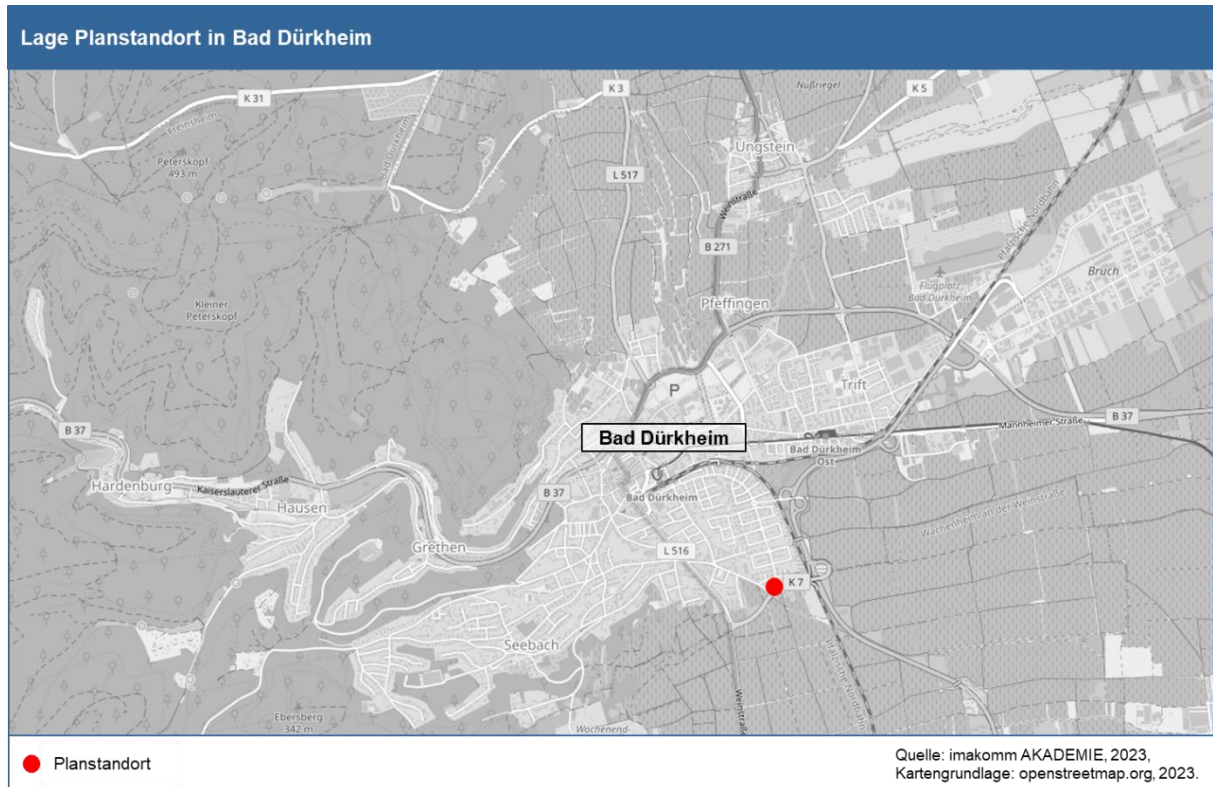 Lage Planstandort in Bad Dürkheim
K 31
K 3
K 5
Nußriegel
Freinsheim
Peterskopf
493 m
Bad Dürkheim
Ungstein
L 517
Weinstraße
Pfälzische Nordbahn
B 271
Bruch
Flugplatz
Bad Dürkheim
Kleiner
Peterskopf
Pfeffingen
Trift
P
B 37
B 37
Mannheimer Straße
Bad Dürkheim
Bad Dürkheim
Ost
Hardenburg
Kaiserslauterer Straße
B 37
Bad Dürkheim
Hausen
Wachenheim an der Weinstraße
Grethen
L 516
K 7
Seebach
Pfälzische Nordbahn
Weinstraße
Ebersberg
342 m
Wochenend-
Planstandort
Quelle: imakomm AKADEMIE, 2023,
Kartengrundlage: openstreetmap.org, 2023.